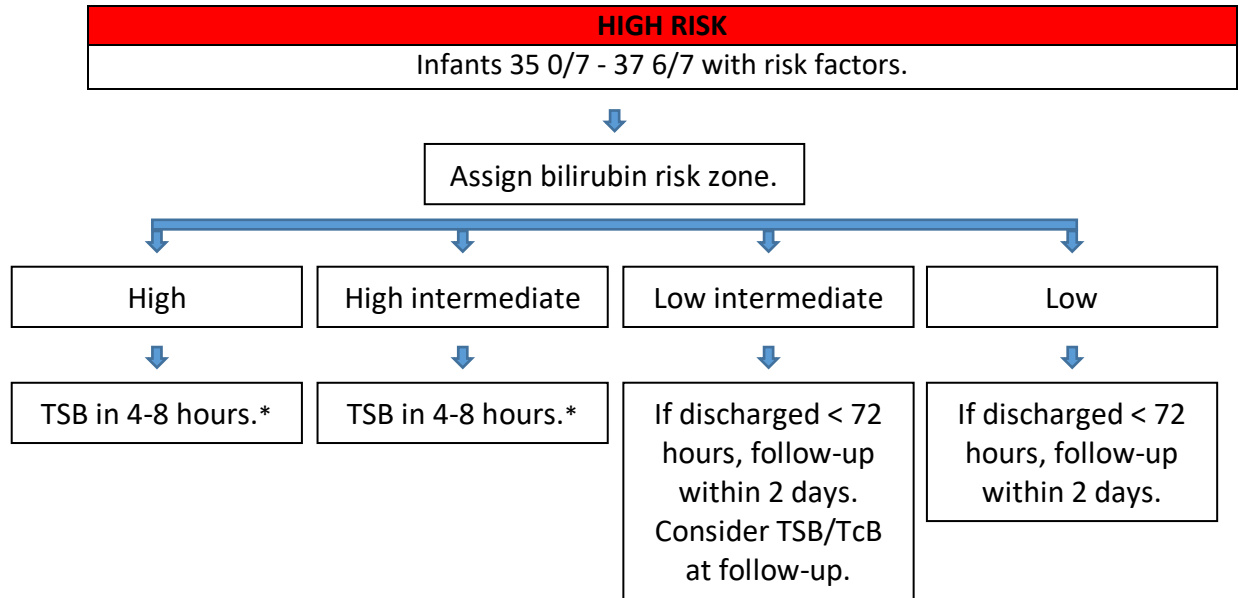 HIGH RISK
Infants 35 0/7 - 37 6/7 with risk factors.
Assign bilirubin risk zone.
High
High intermediate
Low intermediate
Low
TSB in 4-8 hours.*
TSB in 4-8 hours.*
If discharged < 72
hours, follow-up
within 2 days.
Consider TSB/TcB
at follow-up.
If discharged < 72
hours, follow-up
within 2 days.